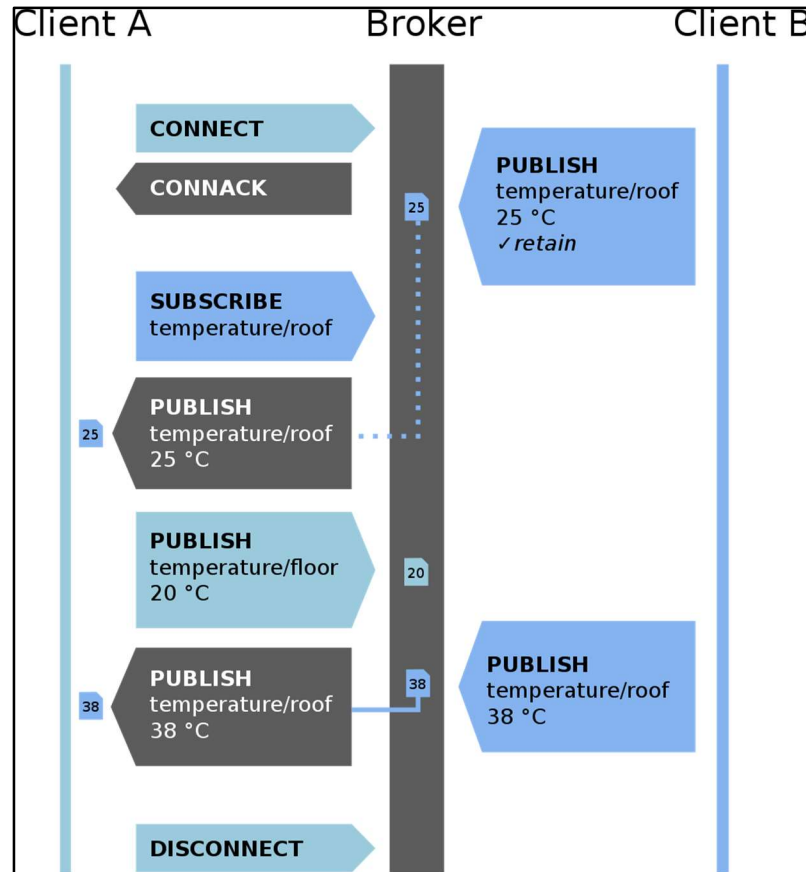 Client A
Broker
Client B
CONNECT
CONNACK
PUBLISH
temperature/roof
25 °C
✓retain
25
SUBSCRIBE
temperature/roof
PUBLISH
temperature/roof
25 °C
25
PUBLISH
temperature/floor
20 °C
20
PUBLISH
temperature/roof
38 °C
38
PUBLISH
temperature/roof
38 °C
38
DISCONNECT